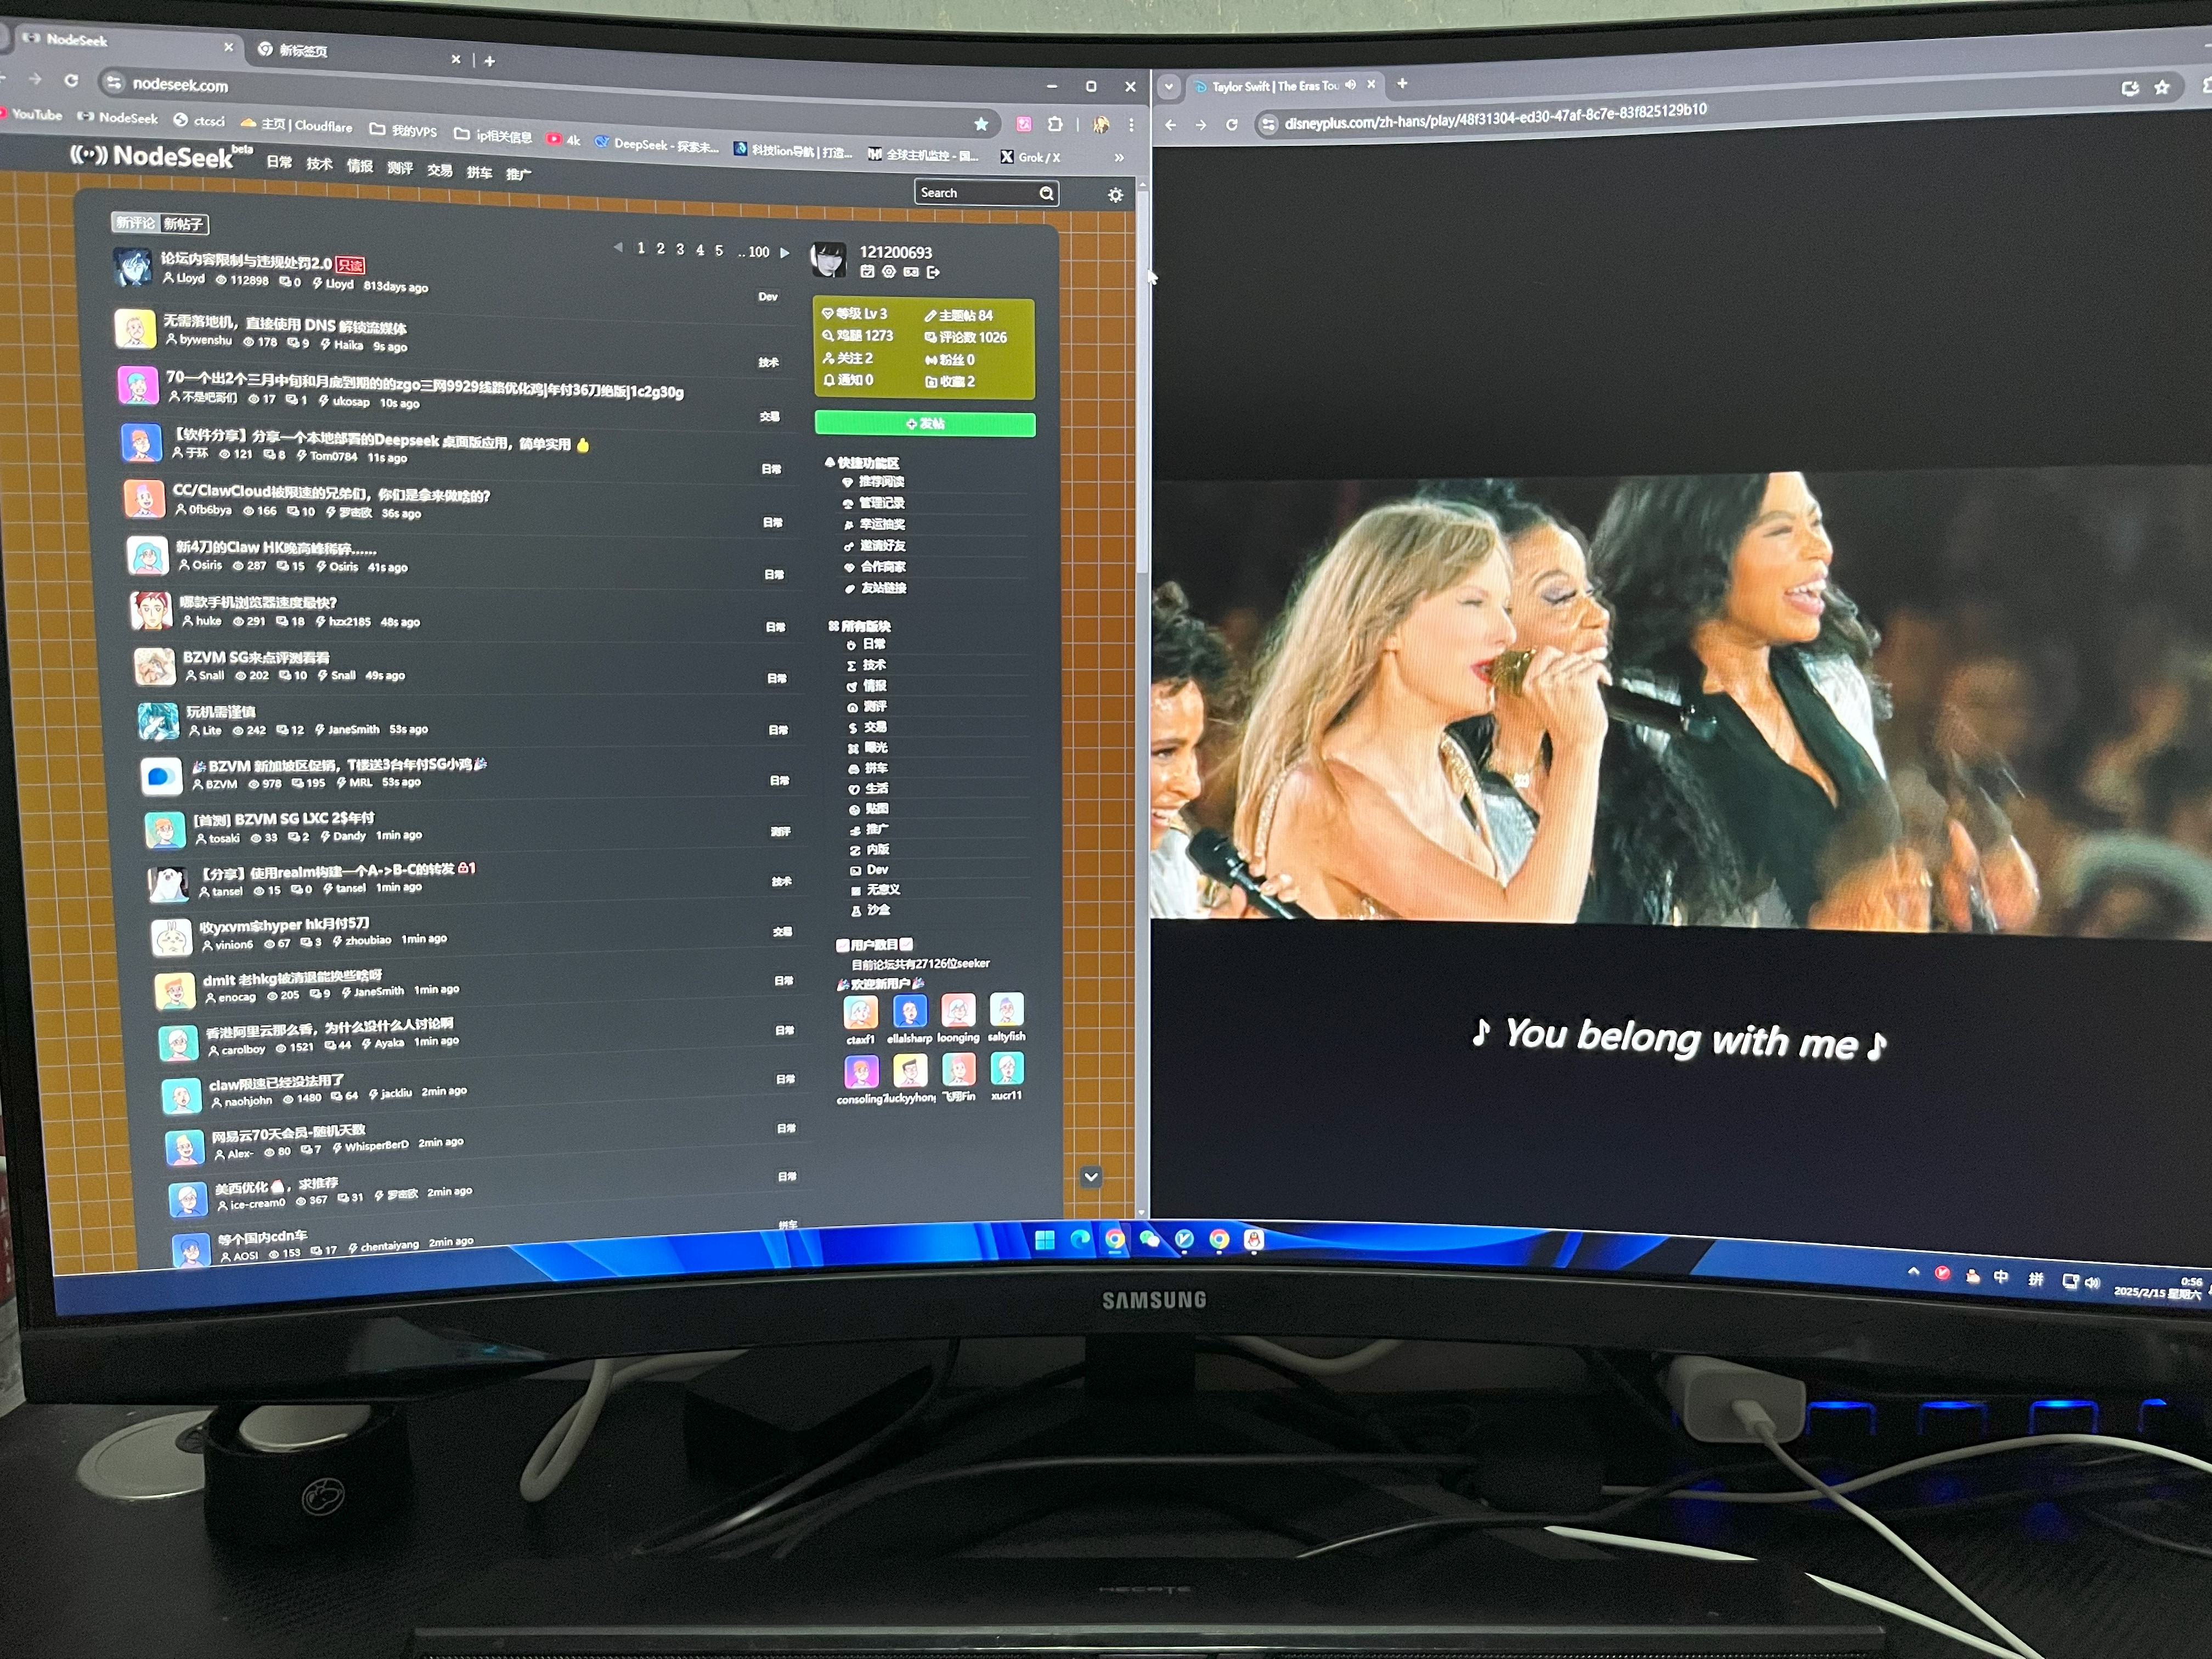 NodeSeek
新标签页
nodeseek.com
YouTube NodeSeek ctcsci 主页 | Cloudflare 我的VPS ip相关信息 4k DeepSeek - 探索未... 科技lion导航 | 打造... 全球主机监控 - 国... Grok / X »
NodeSeek beta 日常 技术 情报 测评 交易 拼车 推广
Search
新评论 新帖子
1 2 3 4 5 ..100
论坛内容限制与违规处罚2.0 只读
Lloyd 112898 0 Lloyd 813days ago
Dev
无需落地机，直接使用 DNS 解锁流媒体
bywenshu 178 9 Haika 9s ago
技术
70一个出2个三月中旬和月底到期的的zgo三网9929线路优化鸡|年付36刀绝版|1c2g30g
不是吧哥们 17 1 ukosap 10s ago
交易
【软件分享】分享一个本地部署的Deepseek 桌面版应用，简单实用 👍
于环 121 8 Tom0784 11s ago
日常
CC/ClawCloud被限速的兄弟们，你们是拿来做啥的?
0fb6bya 166 10 罗密欧 36s ago
日常
新4刀的Claw HK晚高峰稀碎......
Osiris 287 15 Osiris 41s ago
日常
哪款手机浏览器速度最快?
huke 291 18 hzx2185 48s ago
日常
BZVM SG来点评测看看
Snall 202 10 Snall 49s ago
日常
玩机需谨慎
Lite 242 12 JaneSmith 53s ago
日常
🎉BZVM 新加坡区促销，T楼送3台年付SG小鸡🎉
BZVM 978 195 MRL 53s ago
日常
[首测] BZVM SG LXC 2$年付
tosaki 33 2 Dandy 1min ago
测评
【分享】使用realm构建一个A->B-C的转发 1
tansel 15 0 tansel 1min ago
技术
收yxvm家hyper hk月付5刀
vinion6 67 3 zhoubiao 1min ago
交易
dmit 老hkg被清退能换些啥呀
enocag 205 9 JaneSmith 1min ago
日常
香港阿里云那么香，为什么没什么人讨论啊
carolboy 1521 44 Ayaka 1min ago
日常
claw限速已经没法用了
naohjohn 1480 64 jackliu 2min ago
日常
网易云70天会员-随机天数
Alex- 80 7 WhisperBerD 2min ago
日常
美西优化🐔，求推荐
ice-cream0 367 31 罗密欧 2min ago
日常
等个国内cdn车
AOSI 153 17 chentaiyang 2min ago
拼车
121200693
等级 Lv 3 主题帖 84
鸡腿 1273 评论数 1026
关注 2 粉丝 0
通知 0 收藏 2
发帖
快捷功能区
推荐阅读
管理记录
幸运抽奖
邀请好友
合作商家
友站链接
所有版块
日常
技术
情报
测评
交易
曝光
拼车
生活
贴图
推广
内版
Dev
无意义
沙盒
用户数目
目前论坛共有27126位seeker
🎉欢迎新用户🎉
ctaxf1 ellalsharp loonging saltyfish
consoling luckyyhong 飞翔Fin xucr11
Taylor Swift | The Eras Tou
disneyplus.com/zh-hans/play/48f31304-ed30-47af-8c7e-83f825129b10
♪ You belong with me ♪
中 拼
0:56
2025/2/15 星期六
SAMSUNG
HECATE